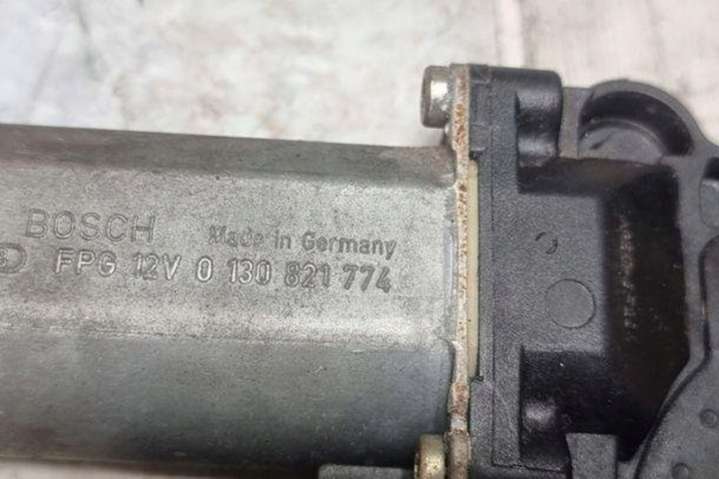 BOSCH Made in Germany
FPG 12V 0 130 821 774